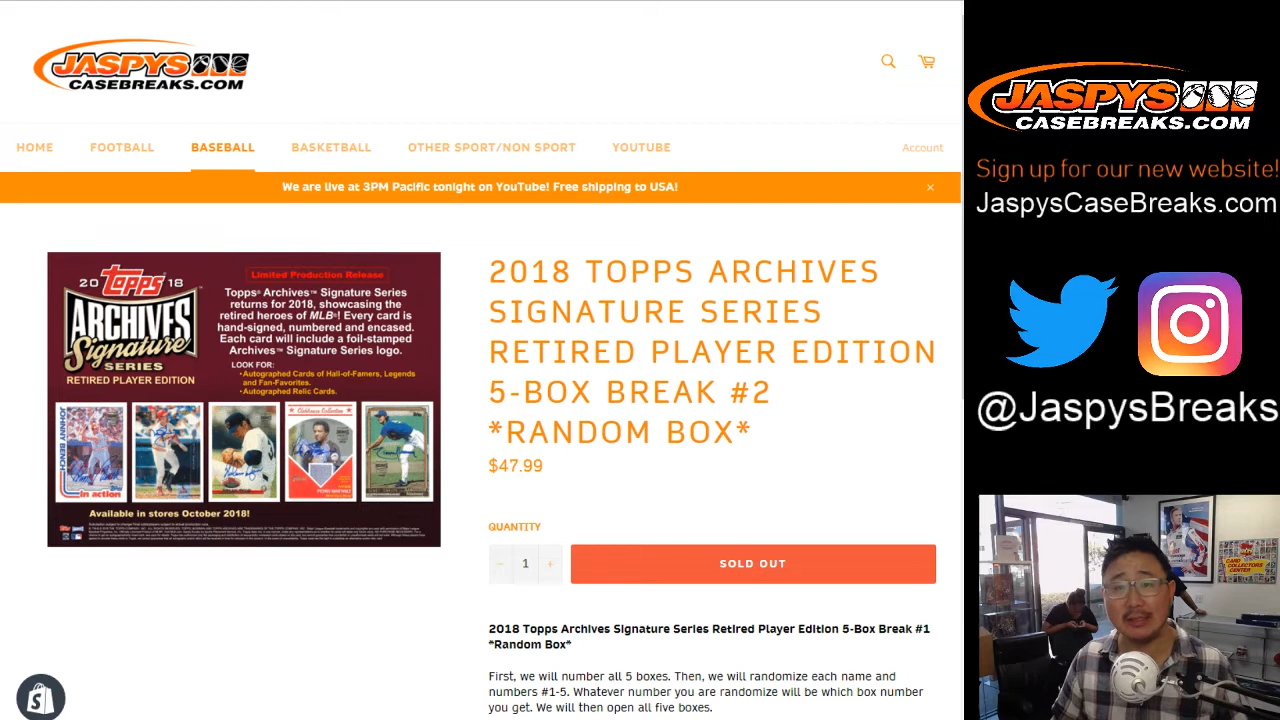 JASPYS
CASEBREAKS.COM
HOME
FOOTBALL
BASEBALL
BASKETBALL
OTHER SPORT/NON SPORT
YOUTUBE
Account
We are live at 3PM Pacific tonight on YouTube! Free shipping to USA!
2018 Topps
ARCHIVES
Signature
SERIES
RETIRED PLAYER EDITION
Limited Production Release
Topps® Archives™ Signature Series
returns for 2018, showcasing the
retired heroes of MLB®! Every card is
hand-signed, numbered and encased.
Each card will include a foil-stamped
Archives™ Signature Series logo.
LOOK FOR:
•Autographed Cards of Hall-of-Famers, Legends
and Fan-Favorites.
•Autographed Relic Cards.
JOHNNY BENCH
in action
PEDRO MARTINEZ
Available in stores October 2018!
2018 TOPPS ARCHIVES
SIGNATURE SERIES
RETIRED PLAYER EDITION
5-BOX BREAK #2
*RANDOM BOX*
$47.99
QUANTITY
− 1 +
SOLD OUT
2018 Topps Archives Signature Series Retired Player Edition 5-Box Break #1
*Random Box*
First, we will number all 5 boxes. Then, we will randomize each name and
numbers #1-5. Whatever number you are randomize will be which box number
you get. We will then open all five boxes.
JASPYS
CASEBREAKS.COM
Sign up for our new website!
JaspysCaseBreaks.com
@JaspysBreaks
CARD
COLLECTORS
CENTER